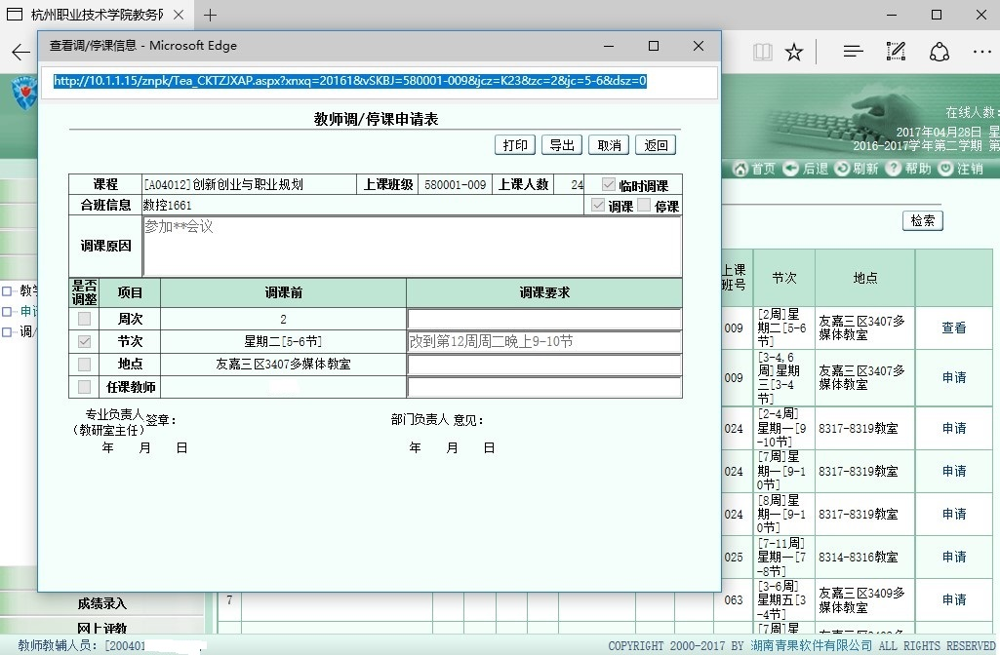 杭州职业技术学院教务
查看调/停课信息 - Microsoft Edge
http://10.1.1.15/znpk/Tea_CKTZJXAP.aspx?xnxq=20161&vSKBJ=580001-009&jcz=K23&zc=2&jc=5-6&dsz=0
在线人数:
2017年04月28日 星
2016-2017学年第二学期 第
首页 后退 刷新 帮助 注销
检索
教师调/停课申请表
打印 导出 取消 返回
课程 [A04012]创新创业与职业规划 上课班级 580001-009 上课人数 24 临时调课
合班信息 数控1661 调课 停课
调课原因 参加**会议
是否调整 项目 调课前 调课要求
周次 2
节次 星期二[5-6节] 改到第12周周二晚上9-10节
地点 友嘉三区3407多媒体教室
任课教师
专业负责人
（教研室主任） 签章：
部门负责人 意见：
年 月 日
年 月 日
教学
申请
调/
上课班号 节次 地点
009 [2周]星期二[5-6节] 友嘉三区3407多媒体教室 查看
009 [3-4,6周]星期三[3-4节] 友嘉三区3407多媒体教室 申请
024 [2-4周]星期一[9-10节] 8317-8319教室 申请
024 [7周]星期一[9-10节] 8317-8319教室 申请
024 [8周]星期一[9-10节] 8317-8319教室 申请
025 [7-11周]星期一[7-8节] 8314-8316教室 申请
063 [3-6周]星期五[3-4节] 友嘉三区3409多媒体教室 申请
[7周]星
7
成绩录入
网上评教
教师教辅人员: [200401
COPYRIGHT 2000-2017 BY 湖南青果软件有限公司 ALL RIGHTS RESERVED